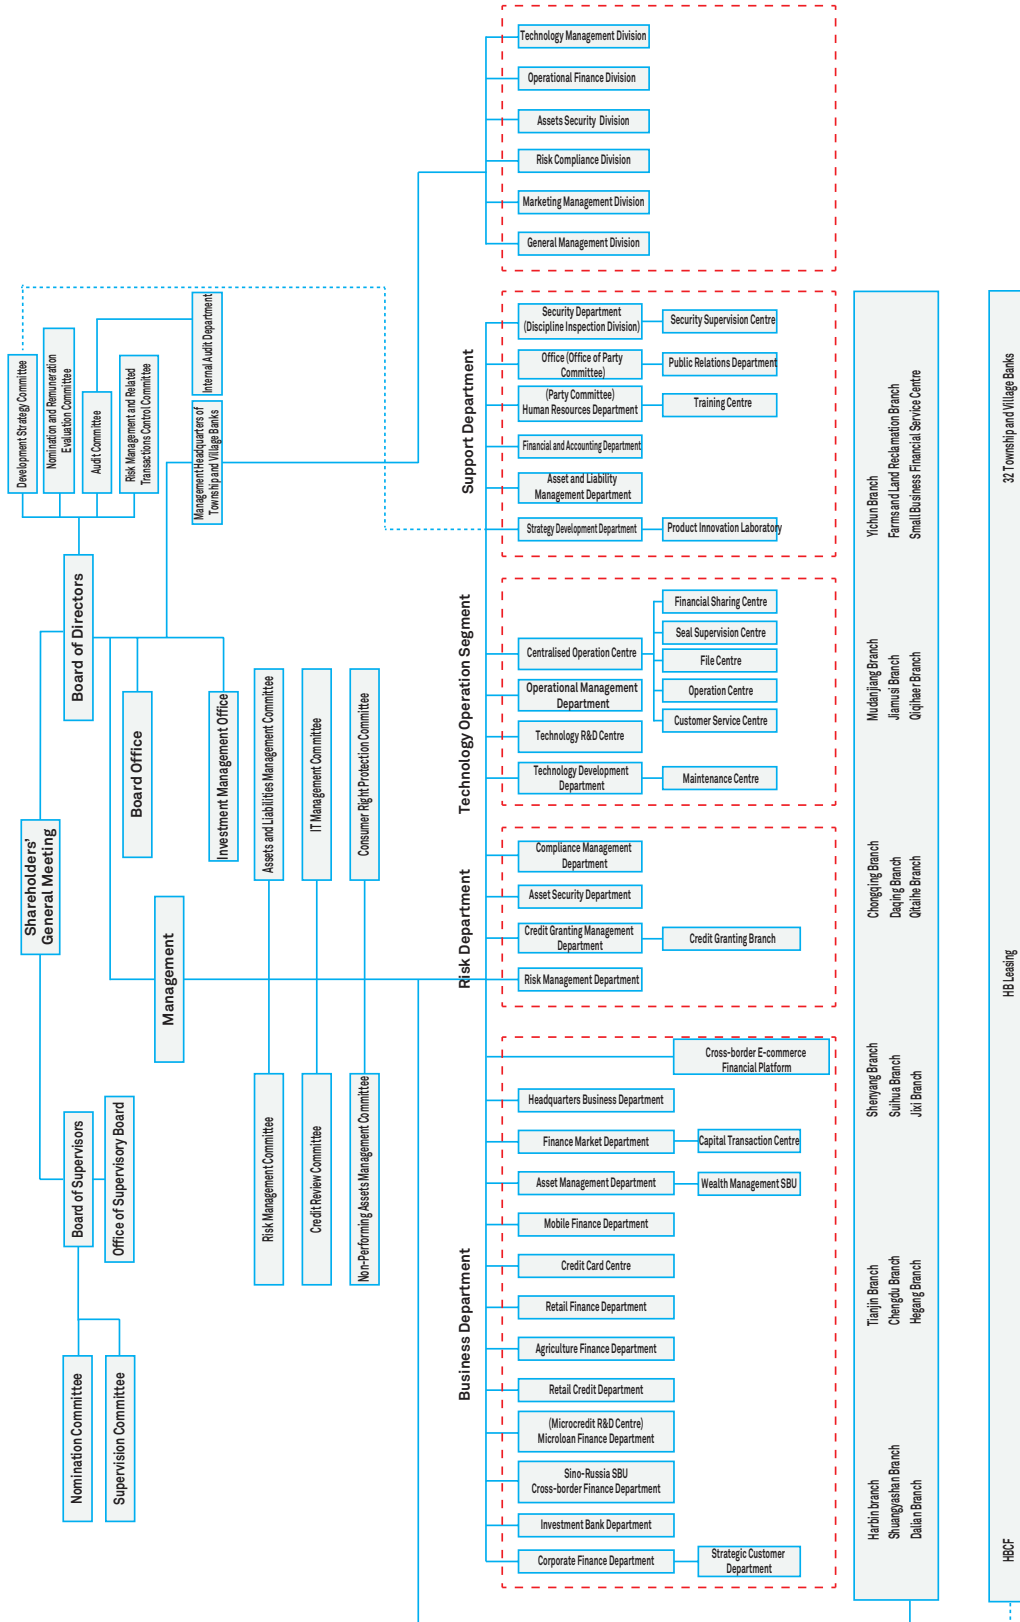 Shareholders'
General Meeting
Board of Supervisors
Office of Supervisory Board
Nomination Committee
Supervision Committee
Board of Directors
Development Strategy Committee
Nomination and Remuneration
Evaluation Committee
Audit Committee
Risk Management and Related
Transactions Control Committee
Internal Audit Department
Management Headquarters of
Township and Village Banks
Board Office
Investment Management Office
Management
Risk Management Committee
Assets and Liabilities Management Committee
Credit Review Committee
IT Management Committee
Non-Performing Assets Management Committee
Consumer Right Protection Committee
Technology Management Division
Operational Finance Division
Assets Security Division
Risk Compliance Division
Marketing Management Division
General Management Division
Support Department
Security Department
(Discipline Inspection Division)
Security Supervision Centre
Office (Office of Party
Committee)
Public Relations Department
(Party Committee)
Human Resources Department
Training Centre
Financial and Accounting Department
Asset and Liability
Management Department
Strategy Development Department
Product Innovation Laboratory
Technology Operation Segment
Centralised Operation Centre
Financial Sharing Centre
Seal Supervision Centre
File Centre
Operation Centre
Customer Service Centre
Operational Management
Department
Technology R&D Centre
Technology Development
Department
Maintenance Centre
Risk Department
Compliance Management
Department
Asset Security Department
Credit Granting Management
Department
Credit Granting Branch
Risk Management Department
Business Department
Cross-border E-commerce
Financial Platform
Headquarters Business Department
Finance Market Department
Capital Transaction Centre
Asset Management Department
Wealth Management SBU
Mobile Finance Department
Credit Card Centre
Retail Finance Department
Agriculture Finance Department
Retail Credit Department
(Microcredit R&D Centre)
Microloan Finance Department
Sino-Russia SBU
Cross-border Finance Department
Investment Bank Department
Corporate Finance Department
Strategic Customer
Department
Harbin branch
Shuangyashan Branch
Dalian Branch
Tianjin Branch
Chengdu Branch
Hegang Branch
Shenyang Branch
Suihua Branch
Jixi Branch
Chongqing Branch
Daqing Branch
Qitaihe Branch
Mudanjiang Branch
Jiamusi Branch
Qiqihaer Branch
Yichun Branch
Farms and Land Reclamation Branch
Small Business Financial Service Centre
HBCF
HB Leasing
32 Township and Village Banks